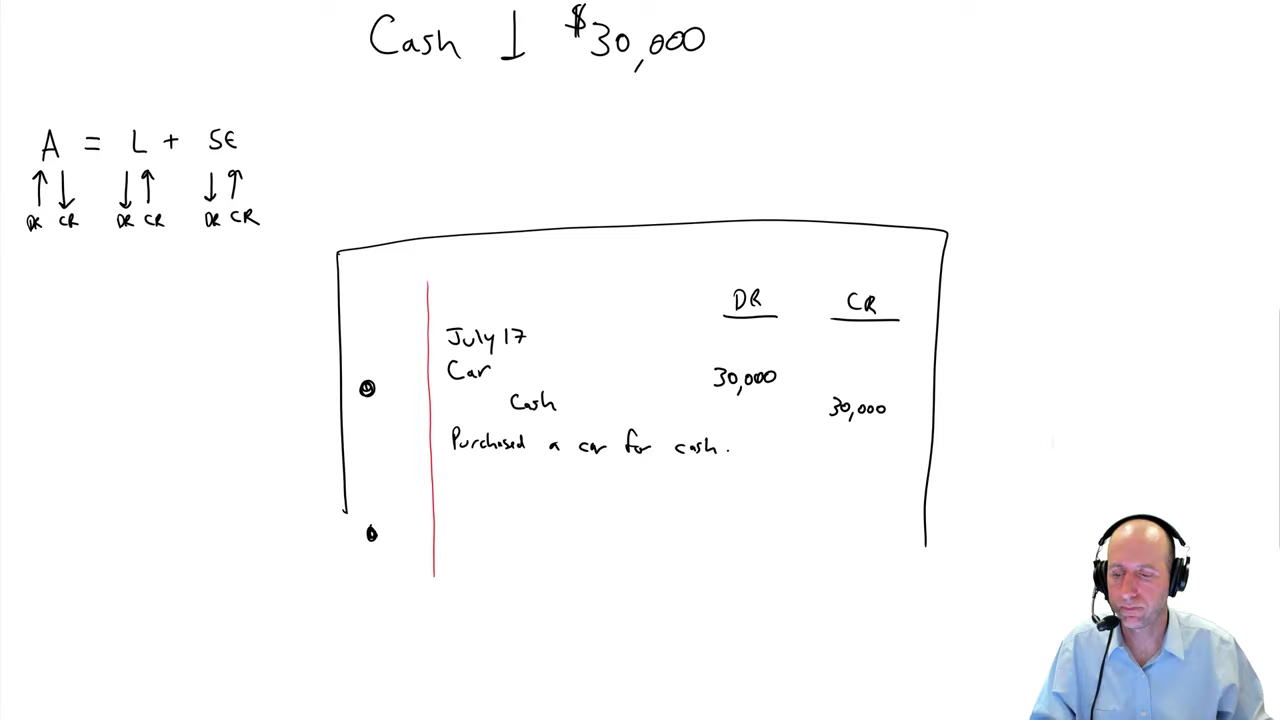 Cash ↓ $30,000
A = L + SE
↑ ↓ ↓ ↑ ↓ ↑
DR CR DR CR DR CR
DR CR
July 17
Car 30,000
Cash 30,000
Purchased a car for cash.